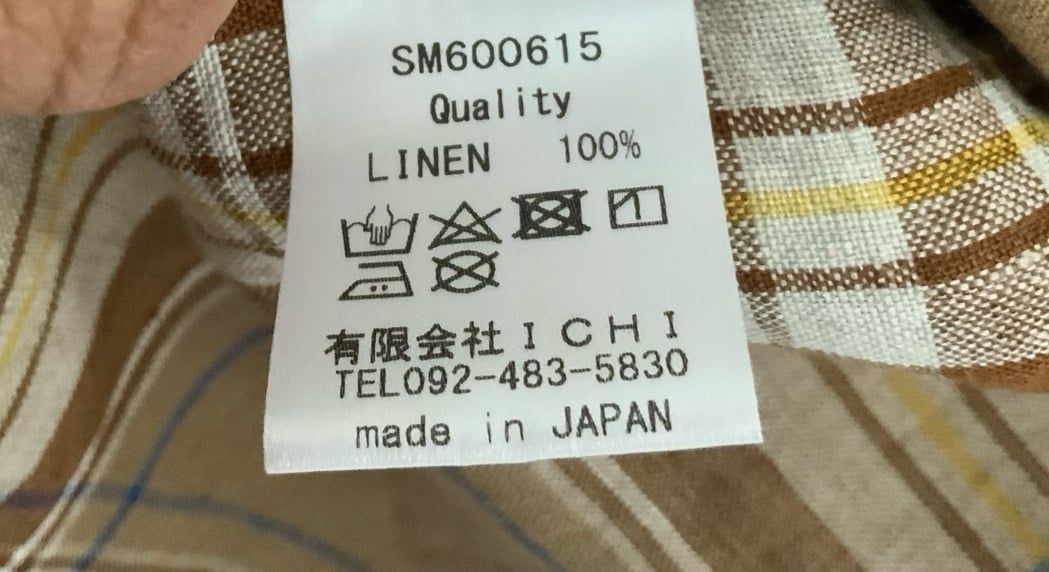 SM600615
Quality
LINEN 100%
有限会社ICHI
TEL092-483-5830
made in JAPAN